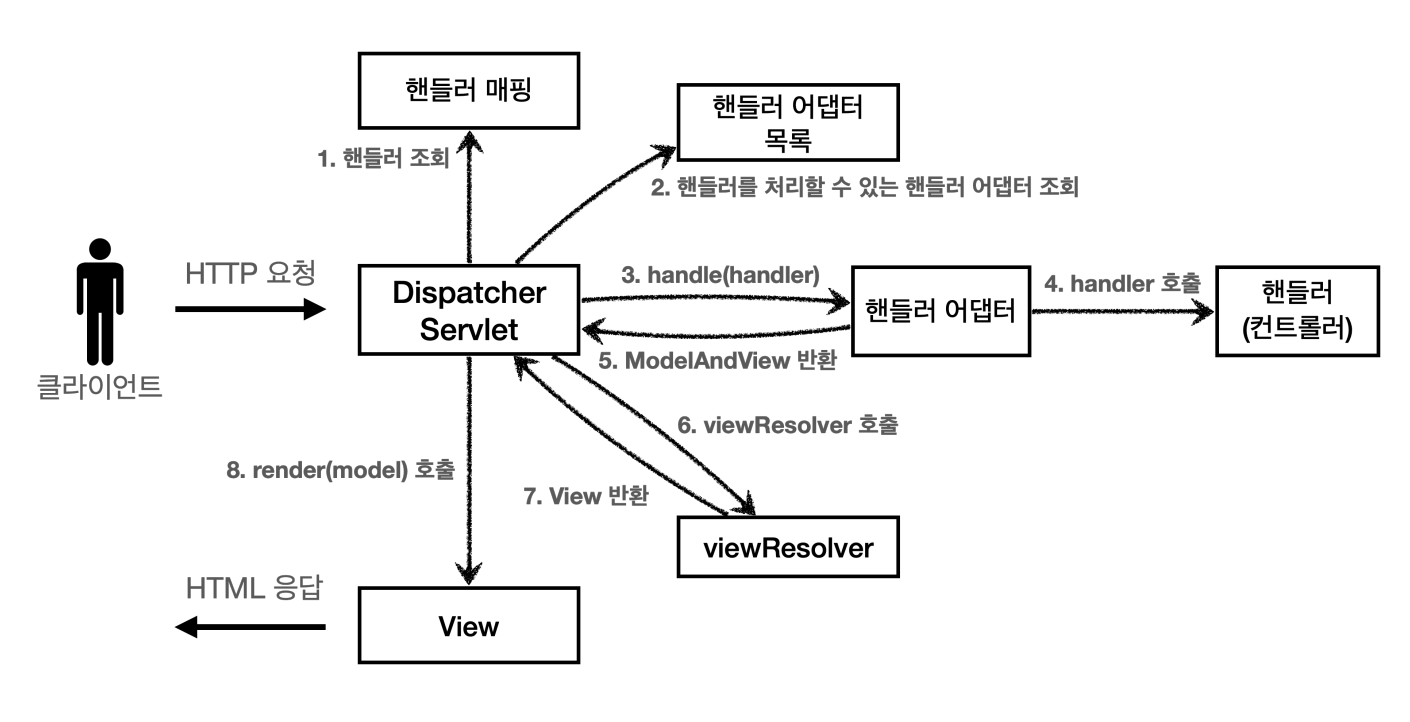 핸들러 매핑
핸들러 어댑터
목록
1. 핸들러 조회
2. 핸들러를 처리할 수 있는 핸들러 어댑터 조회
HTTP 요청
Dispatcher
Servlet
3. handle(handler)
핸들러 어댑터
4. handler 호출
핸들러
(컨트롤러)
5. ModelAndView 반환
클라이언트
6. viewResolver 호출
8. render(model) 호출
7. View 반환
viewResolver
HTML 응답
View